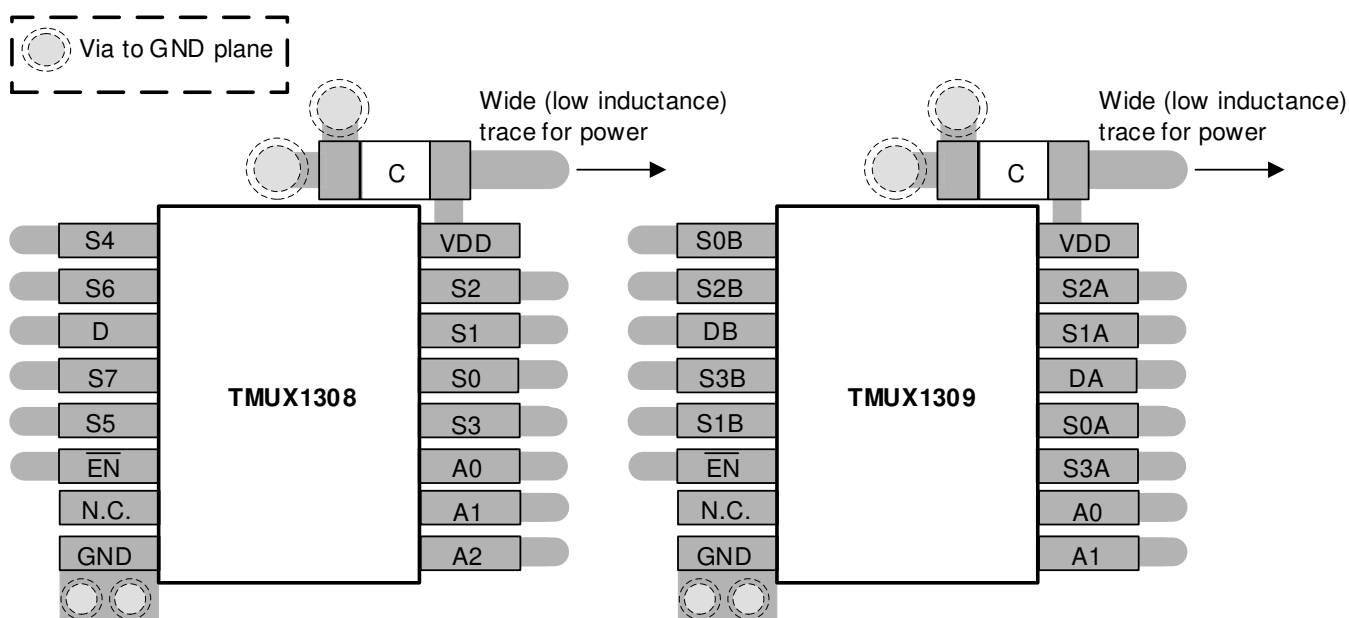 Via to GND plane
Wide (low inductance)
trace for power
C
S4
S6
D
S7
S5
EN
N.C.
GND
TMUX1308
VDD
S2
S1
S0
S3
A0
A1
A2
Wide (low inductance)
trace for power
C
S0B
S2B
DB
S3B
S1B
EN
N.C.
GND
TMUX1309
VDD
S2A
S1A
DA
S0A
S3A
A0
A1